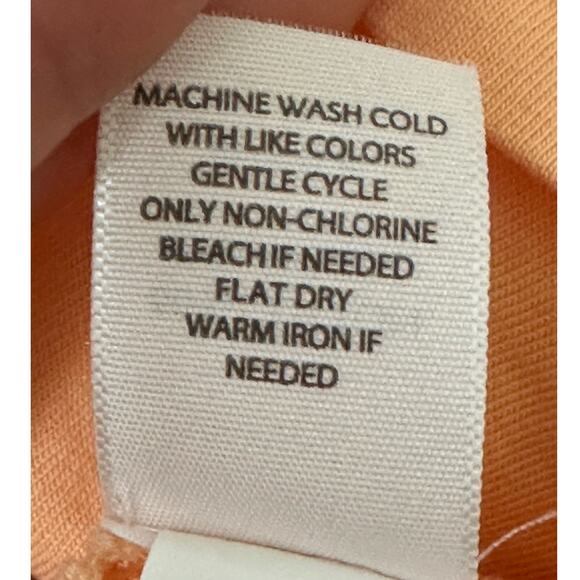 MACHINE WASH COLD
WITH LIKE COLORS
GENTLE CYCLE
ONLY NON-CHLORINE
BLEACH IF NEEDED
FLAT DRY
WARM IRON IF
NEEDED